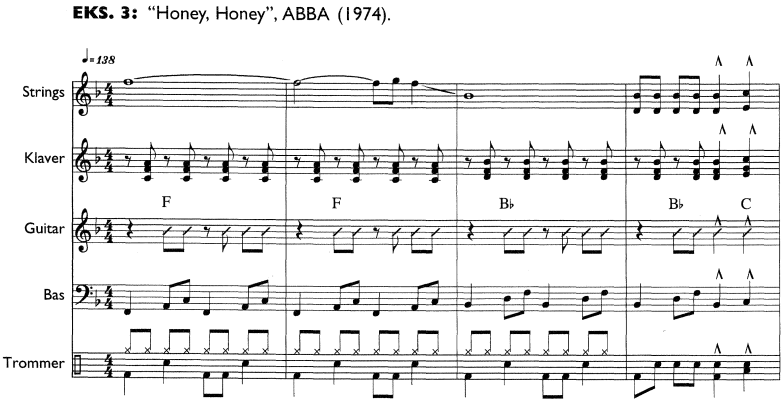 EKS. 3: “Honey, Honey”, ABBA (1974).
♩=138
Strings
Klaver
F F B♭ B♭ C
Guitar
Bas
Trommer